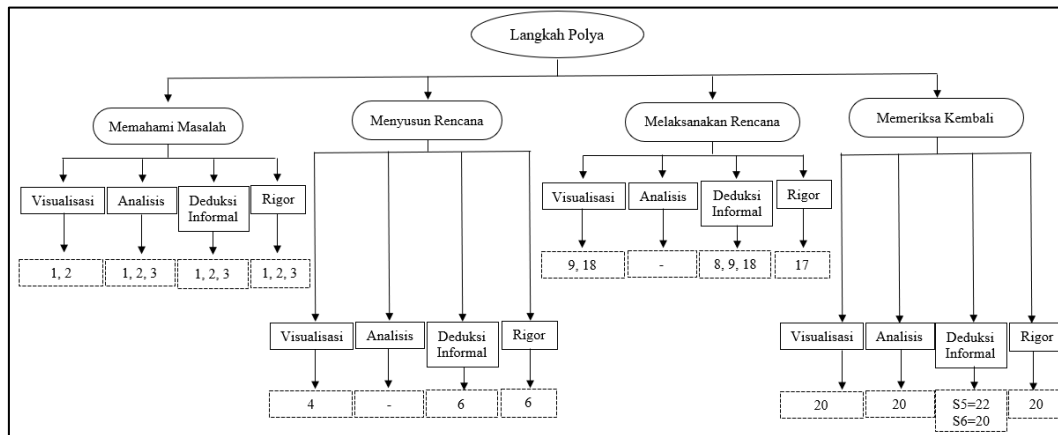 Langkah Polya
Memahami Masalah
Menyusun Rencana
Melaksanakan Rencana
Memeriksa Kembali
Visualisasi
Analisis
Deduksi
Informal
Rigor
1, 2
1, 2, 3
1, 2, 3
1, 2, 3
Visualisasi
Analisis
Deduksi
Informal
Rigor
4
-
6
6
Visualisasi
Analisis
Deduksi
Informal
Rigor
9, 18
-
8, 9, 18
17
Visualisasi
Analisis
Deduksi
Informal
Rigor
20
20
S5=22
S6=20
20